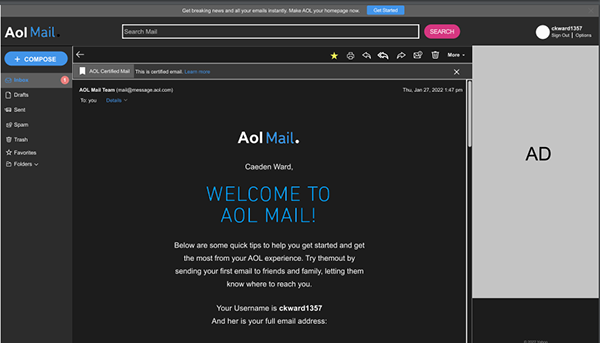 Get breaking news and all your emails instantly. Make AOL your homepage now. Get Started
Aol Mail.
Search Mail
SEARCH
ckward1357
Sign Out | Options
+ COMPOSE
Inbox 1
Drafts
Sent
Spam
Trash
Favorites
Folders
More
AOL Certified Mail This is certified email. Learn more
AOL Mail Team (mail@message.aol.com) Thu, Jan 27, 2022 1:47 pm
To: you Details
Aol Mail.
Caeden Ward,
WELCOME TO
AOL MAIL!
Below are some quick tips to help you get started and get
the most from your AOL experience. Try themout by
sending your first email to friends and family, letting them
know where to reach you.
Your Username is ckward1357
And her is your full email address:
AD